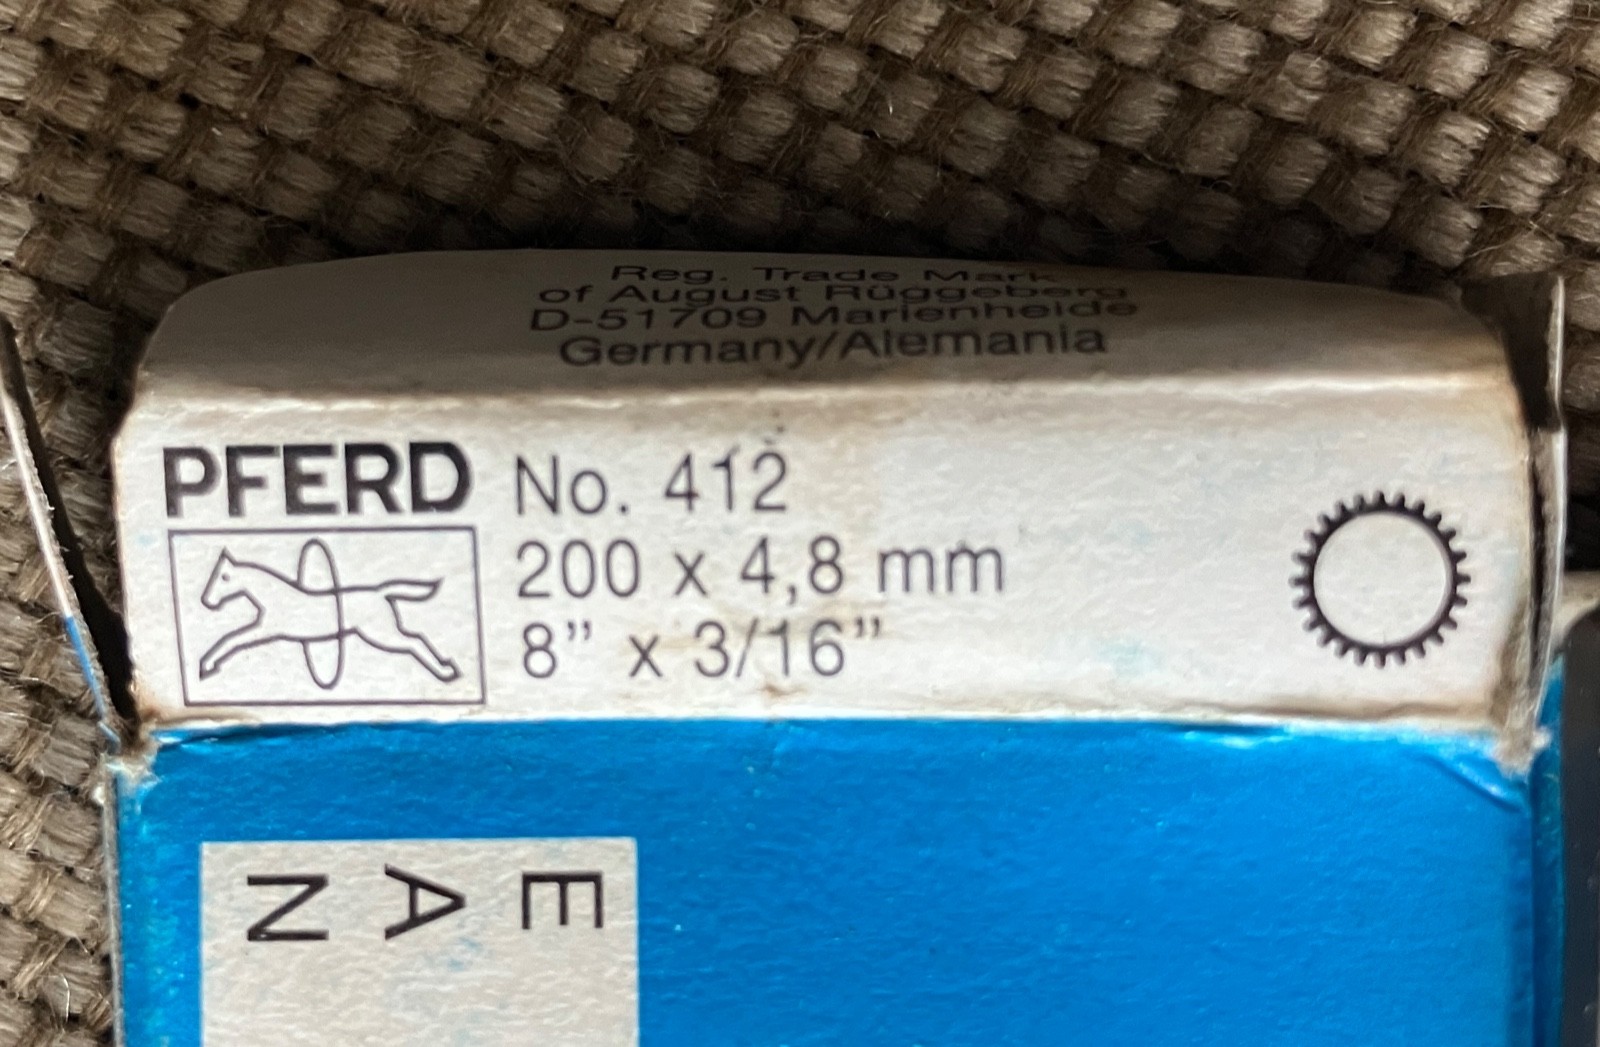 Reg. Trade Mark
of August Rüggeberg
D-51709 Marienheide
Germany/Alemania
PFERD
No. 412
200 x 4,8 mm
8” x 3/16”
EAN